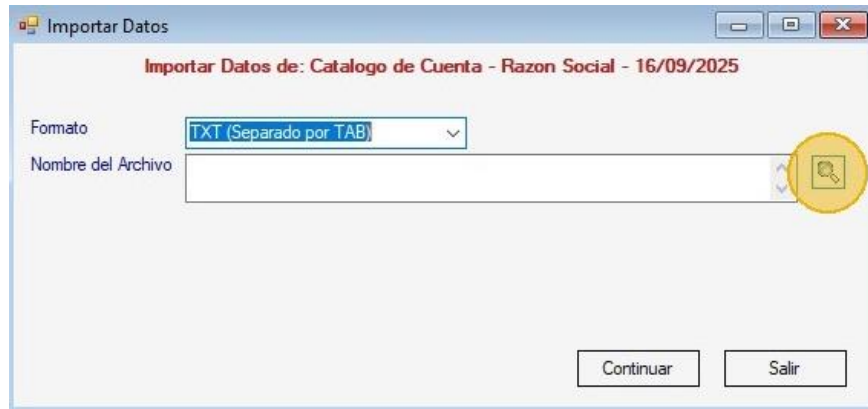 Importar Datos
Importar Datos de: Catalogo de Cuenta - Razon Social - 16/09/2025
Formato
TXT (Separado por TAB)
Nombre del Archivo
Continuar
Salir